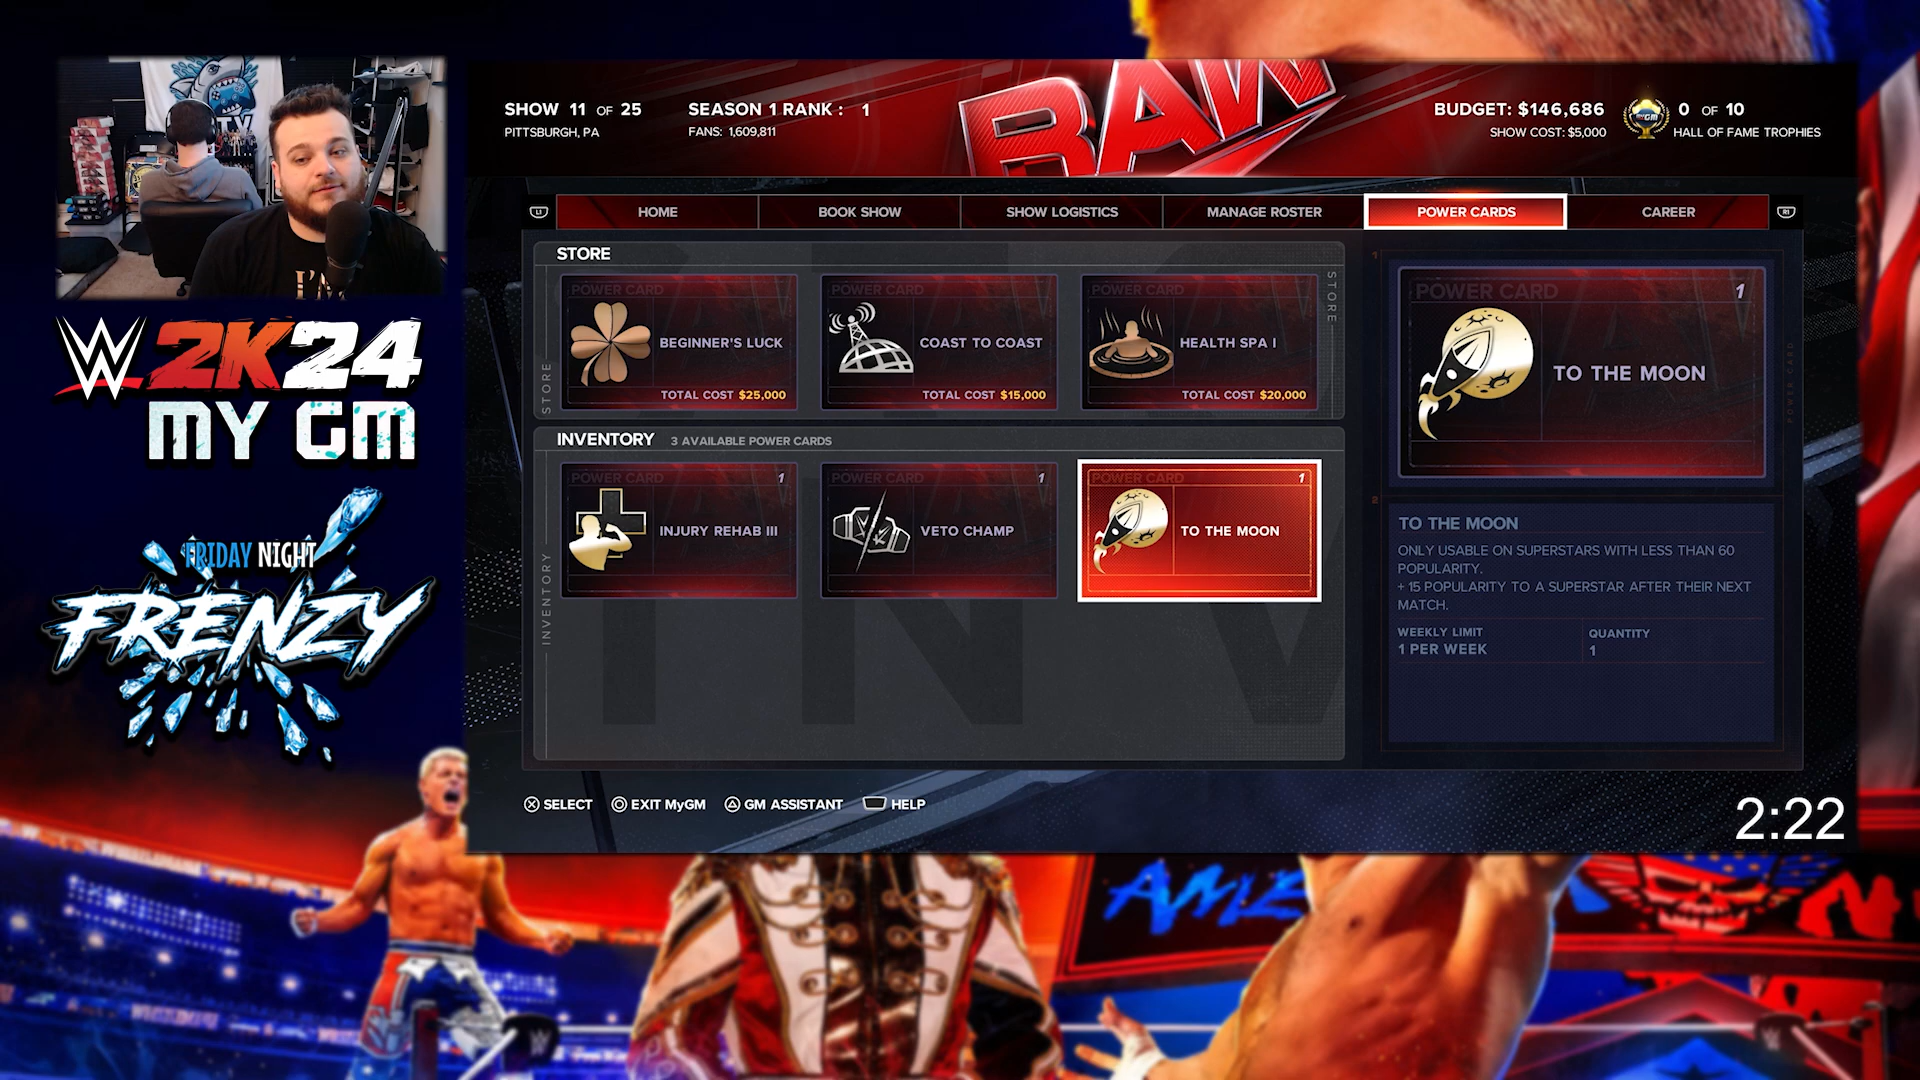 SHOW 11 OF 25
PITTSBURGH, PA
SEASON 1 RANK : 1
FANS: 1,609,811
RAW
BUDGET: $146,686
SHOW COST: $5,000
0 OF 10
HALL OF FAME TROPHIES
L1
HOME
BOOK SHOW
SHOW LOGISTICS
MANAGE ROSTER
POWER CARDS
CAREER
R1
STORE
STORE
STORE
POWER CARD
BEGINNER'S LUCK
TOTAL COST $25,000
POWER CARD
COAST TO COAST
TOTAL COST $15,000
POWER CARD
HEALTH SPA I
TOTAL COST $20,000
INVENTORY 3 AVAILABLE POWER CARDS
INVENTORY
POWER CARD 1
INJURY REHAB III
POWER CARD 1
VETO CHAMP
POWER CARD 1
TO THE MOON
POWER CARD 1
TO THE MOON
POWER CARD
TO THE MOON
ONLY USABLE ON SUPERSTARS WITH LESS THAN 60
POPULARITY.
+ 15 POPULARITY TO A SUPERSTAR AFTER THEIR NEXT
MATCH.
WEEKLY LIMIT
1 PER WEEK
QUANTITY
1
SELECT
EXIT MyGM
GM ASSISTANT
HELP
2:22
TV
I'M
W 2K24
MY GM
FRIDAY NIGHT
FRENZY
AME
N